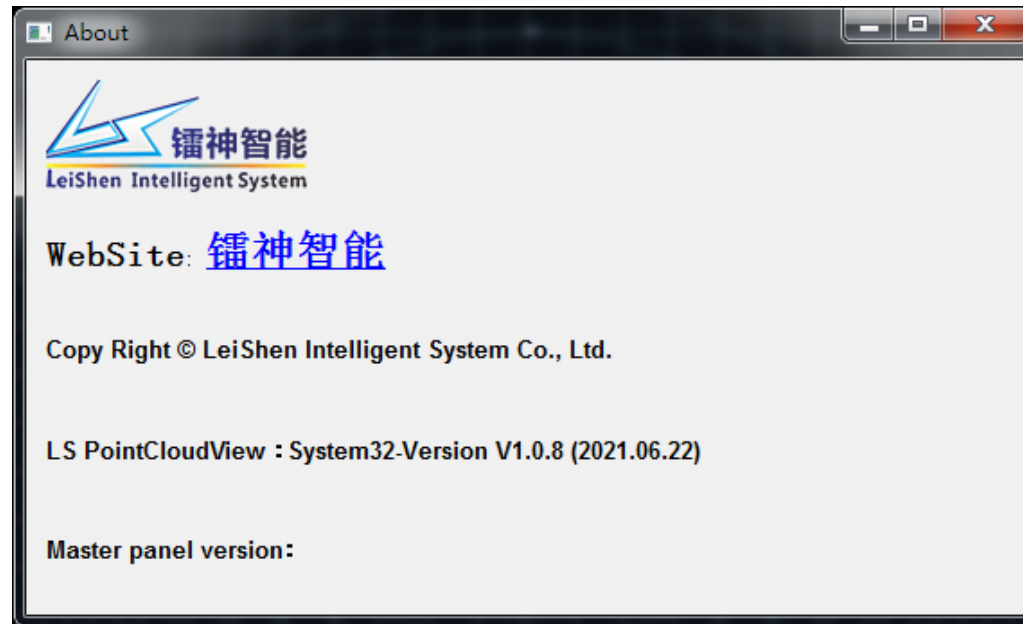 About
镭神智能
LeiShen Intelligent System
WebSite: 镭神智能
Copy Right © LeiShen Intelligent System Co., Ltd.
LS PointCloudView：System32-Version V1.0.8 (2021.06.22)
Master panel version：